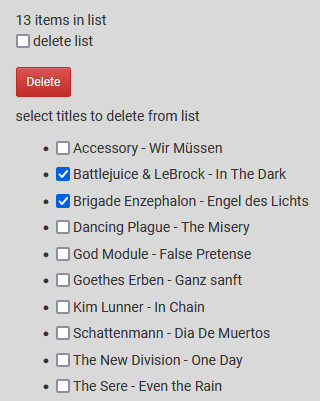 13 items in list
delete list
Delete
select titles to delete from list
Accessory - Wir Müssen
Battlejuice & LeBrock - In The Dark
Brigade Enzephalon - Engel des Lichts
Dancing Plague - The Misery
God Module - False Pretense
Goethes Erben - Ganz sanft
Kim Lunner - In Chain
Schattenmann - Dia De Muertos
The New Division - One Day
The Sere - Even the Rain